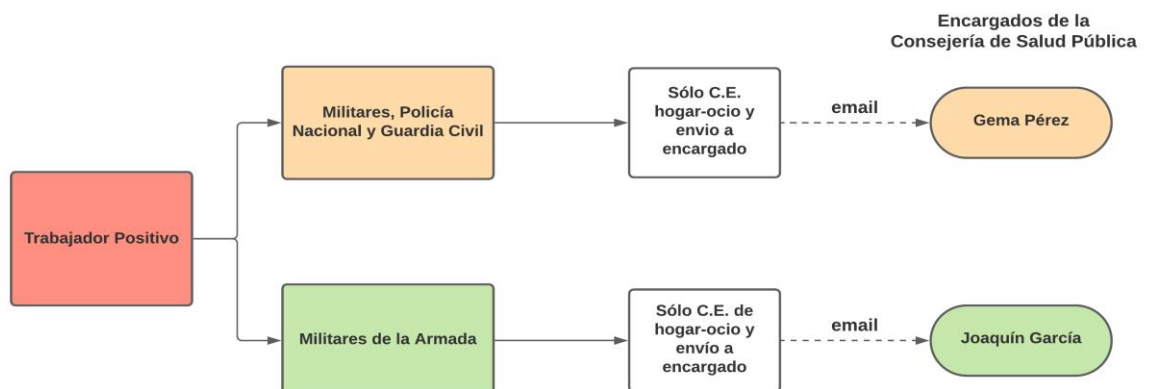 Encargados de la
Consejería de Salud Pública
Militares, Policía
Nacional y Guardia Civil
Sólo C.E.
hogar-ocio y
envio a
encargado
email
Gema Pérez
Trabajador Positivo
Militares de la Armada
Sólo C.E. de
hogar-ocio y
envío a
encargado
email
Joaquín García